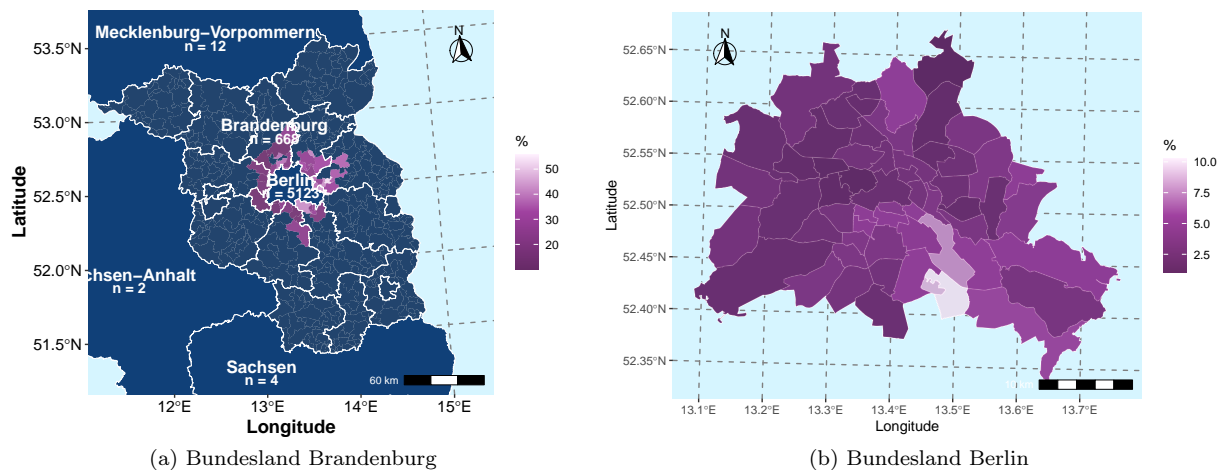 Mecklenburg−Vorpommern
n = 12
Brandenburg
n = 668
Berlin
n = 5123
chsen−Anhalt
n = 2
Sachsen
n = 4
N
60 km
53.5°N
53.0°N
52.5°N
52.0°N
51.5°N
12°E
13°E
14°E
15°E
Latitude
Longitude
%
50
40
30
20
(a) Bundesland Brandenburg
N
52.65°N
52.60°N
52.55°N
52.50°N
52.45°N
52.40°N
52.35°N
13.1°E
13.2°E
13.3°E
13.4°E
13.5°E
13.6°E
13.7°E
Latitude
Longitude
km
%
10.0
7.5
5.0
2.5
(b) Bundesland Berlin